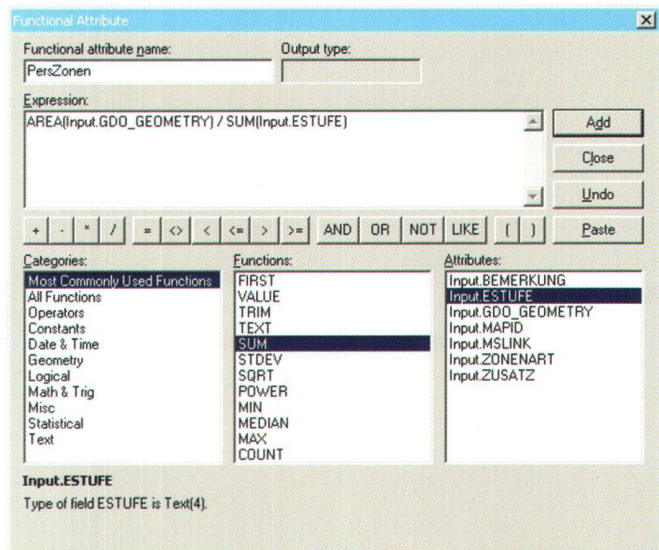 Functional Attribute
Functional attribute name:
Output type:
PersZonen
Expression:
AREA(Input.GDO_GEOMETRY) / SUM(Input.ESTUFE)
Add
Close
Undo
+ - * / = <> < <= > >= AND OR NOT LIKE ( ) Paste
Categories:
Most Commonly Used Functions
All Functions
Operators
Constants
Date & Time
Geometry
Logical
Math & Trig
Misc
Statistical
Text
Functions:
FIRST
VALUE
TRIM
TEXT
SUM
STDEV
SQRT
POWER
MIN
MEDIAN
MAX
COUNT
Attributes:
Input.BEMERKUNG
Input.ESTUFE
Input.GDO_GEOMETRY
Input.MAPID
Input.MSLINK
Input.ZONENART
Input.ZUSATZ
Input.ESTUFE
Type of field ESTUFE is Text(4).